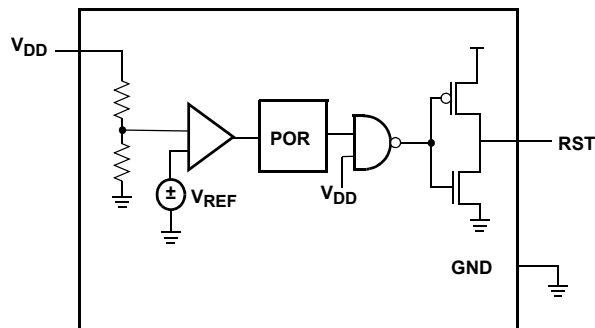 VDD
POR
RST
VDD
± VREF
GND